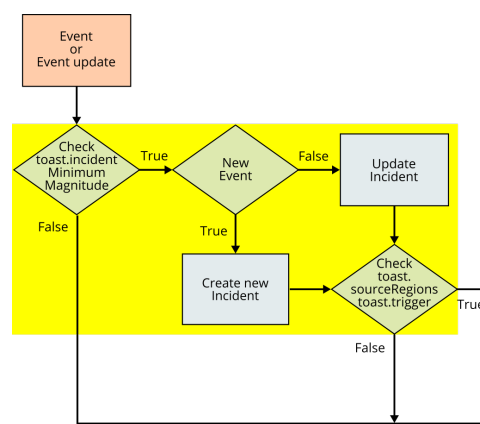 Event
or
Event update
Check
toast.incident
Minimum
Magnitude
True
New
Event
False
Update
Incident
False
True
Create new
Incident
Check
toast.
sourceRegions
toast.trigger
True
False